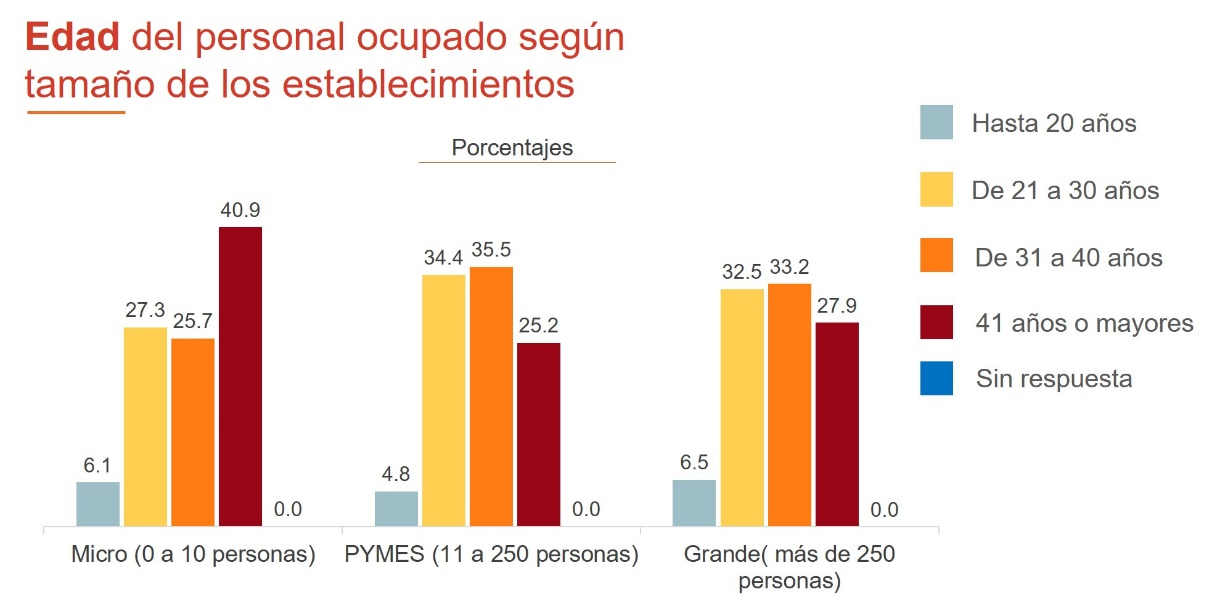 Edad del personal ocupado según
tamaño de los establecimientos
Porcentajes
Hasta 20 años
De 21 a 30 años
De 31 a 40 años
41 años o mayores
Sin respuesta
6.1
27.3
25.7
40.9
0.0
4.8
34.4
35.5
25.2
0.0
6.5
32.5
33.2
27.9
0.0
Micro (0 a 10 personas)
PYMES (11 a 250 personas)
Grande( más de 250
personas)